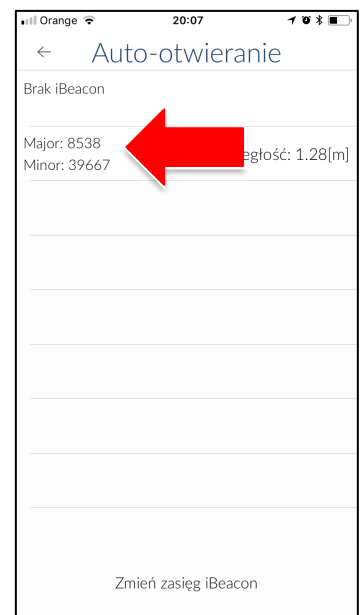 Orange 20:07
Auto-otwieranie
Brak iBeacon
Major: 8538
Minor: 39667
egłość: 1.28[m]
Zmień zasięg iBeacon